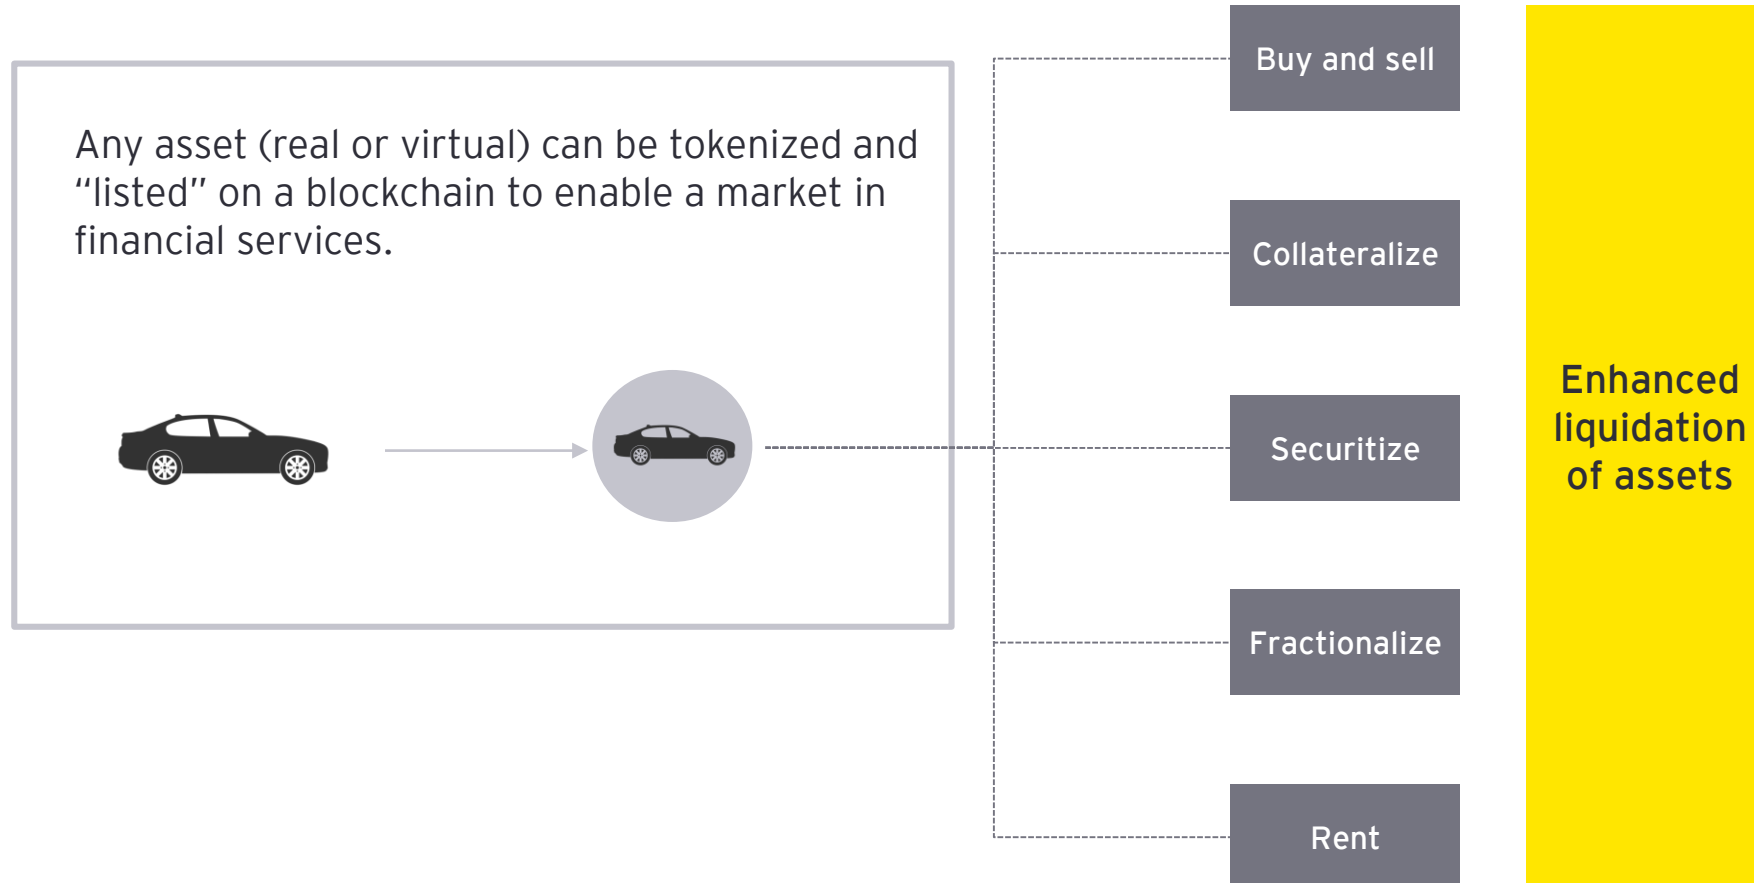 Any asset (real or virtual) can be tokenized and
“listed” on a blockchain to enable a market in
financial services.
Buy and sell
Collateralize
Securitize
Fractionalize
Rent
Enhanced
liquidation
of assets